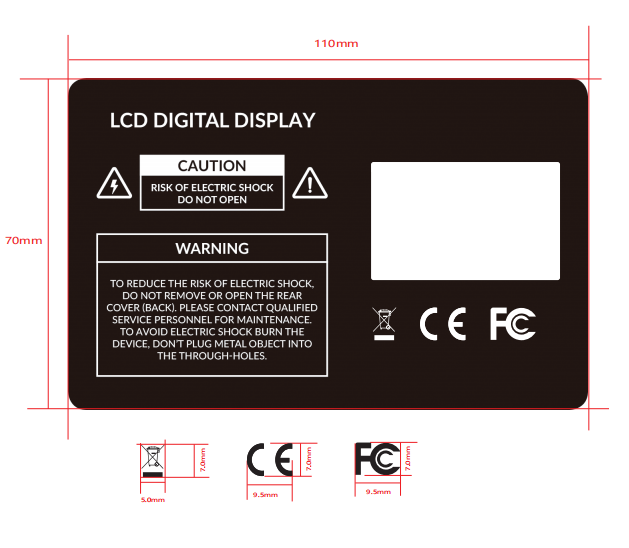 110mm
LCD DIGITAL DISPLAY
CAUTION
RISK OF ELECTRIC SHOCK
DO NOT OPEN
70mm
WARNING
TO REDUCE THE RISK OF ELECTRIC SHOCK,
DO NOT REMOVE OR OPEN THE REAR
COVER (BACK). PLEASE CONTACT QUALIFIED
SERVICE PERSONNEL FOR MAINTENANCE.
TO AVOID ELECTRIC SHOCK BURN THE
DEVICE, DON'T PLUG METAL OBJECT INTO
THE THROUGH-HOLES.
CE FC
CE FC
7.0mm
7.0mm
7.0mm
5.0mm
9.5mm
9.5mm